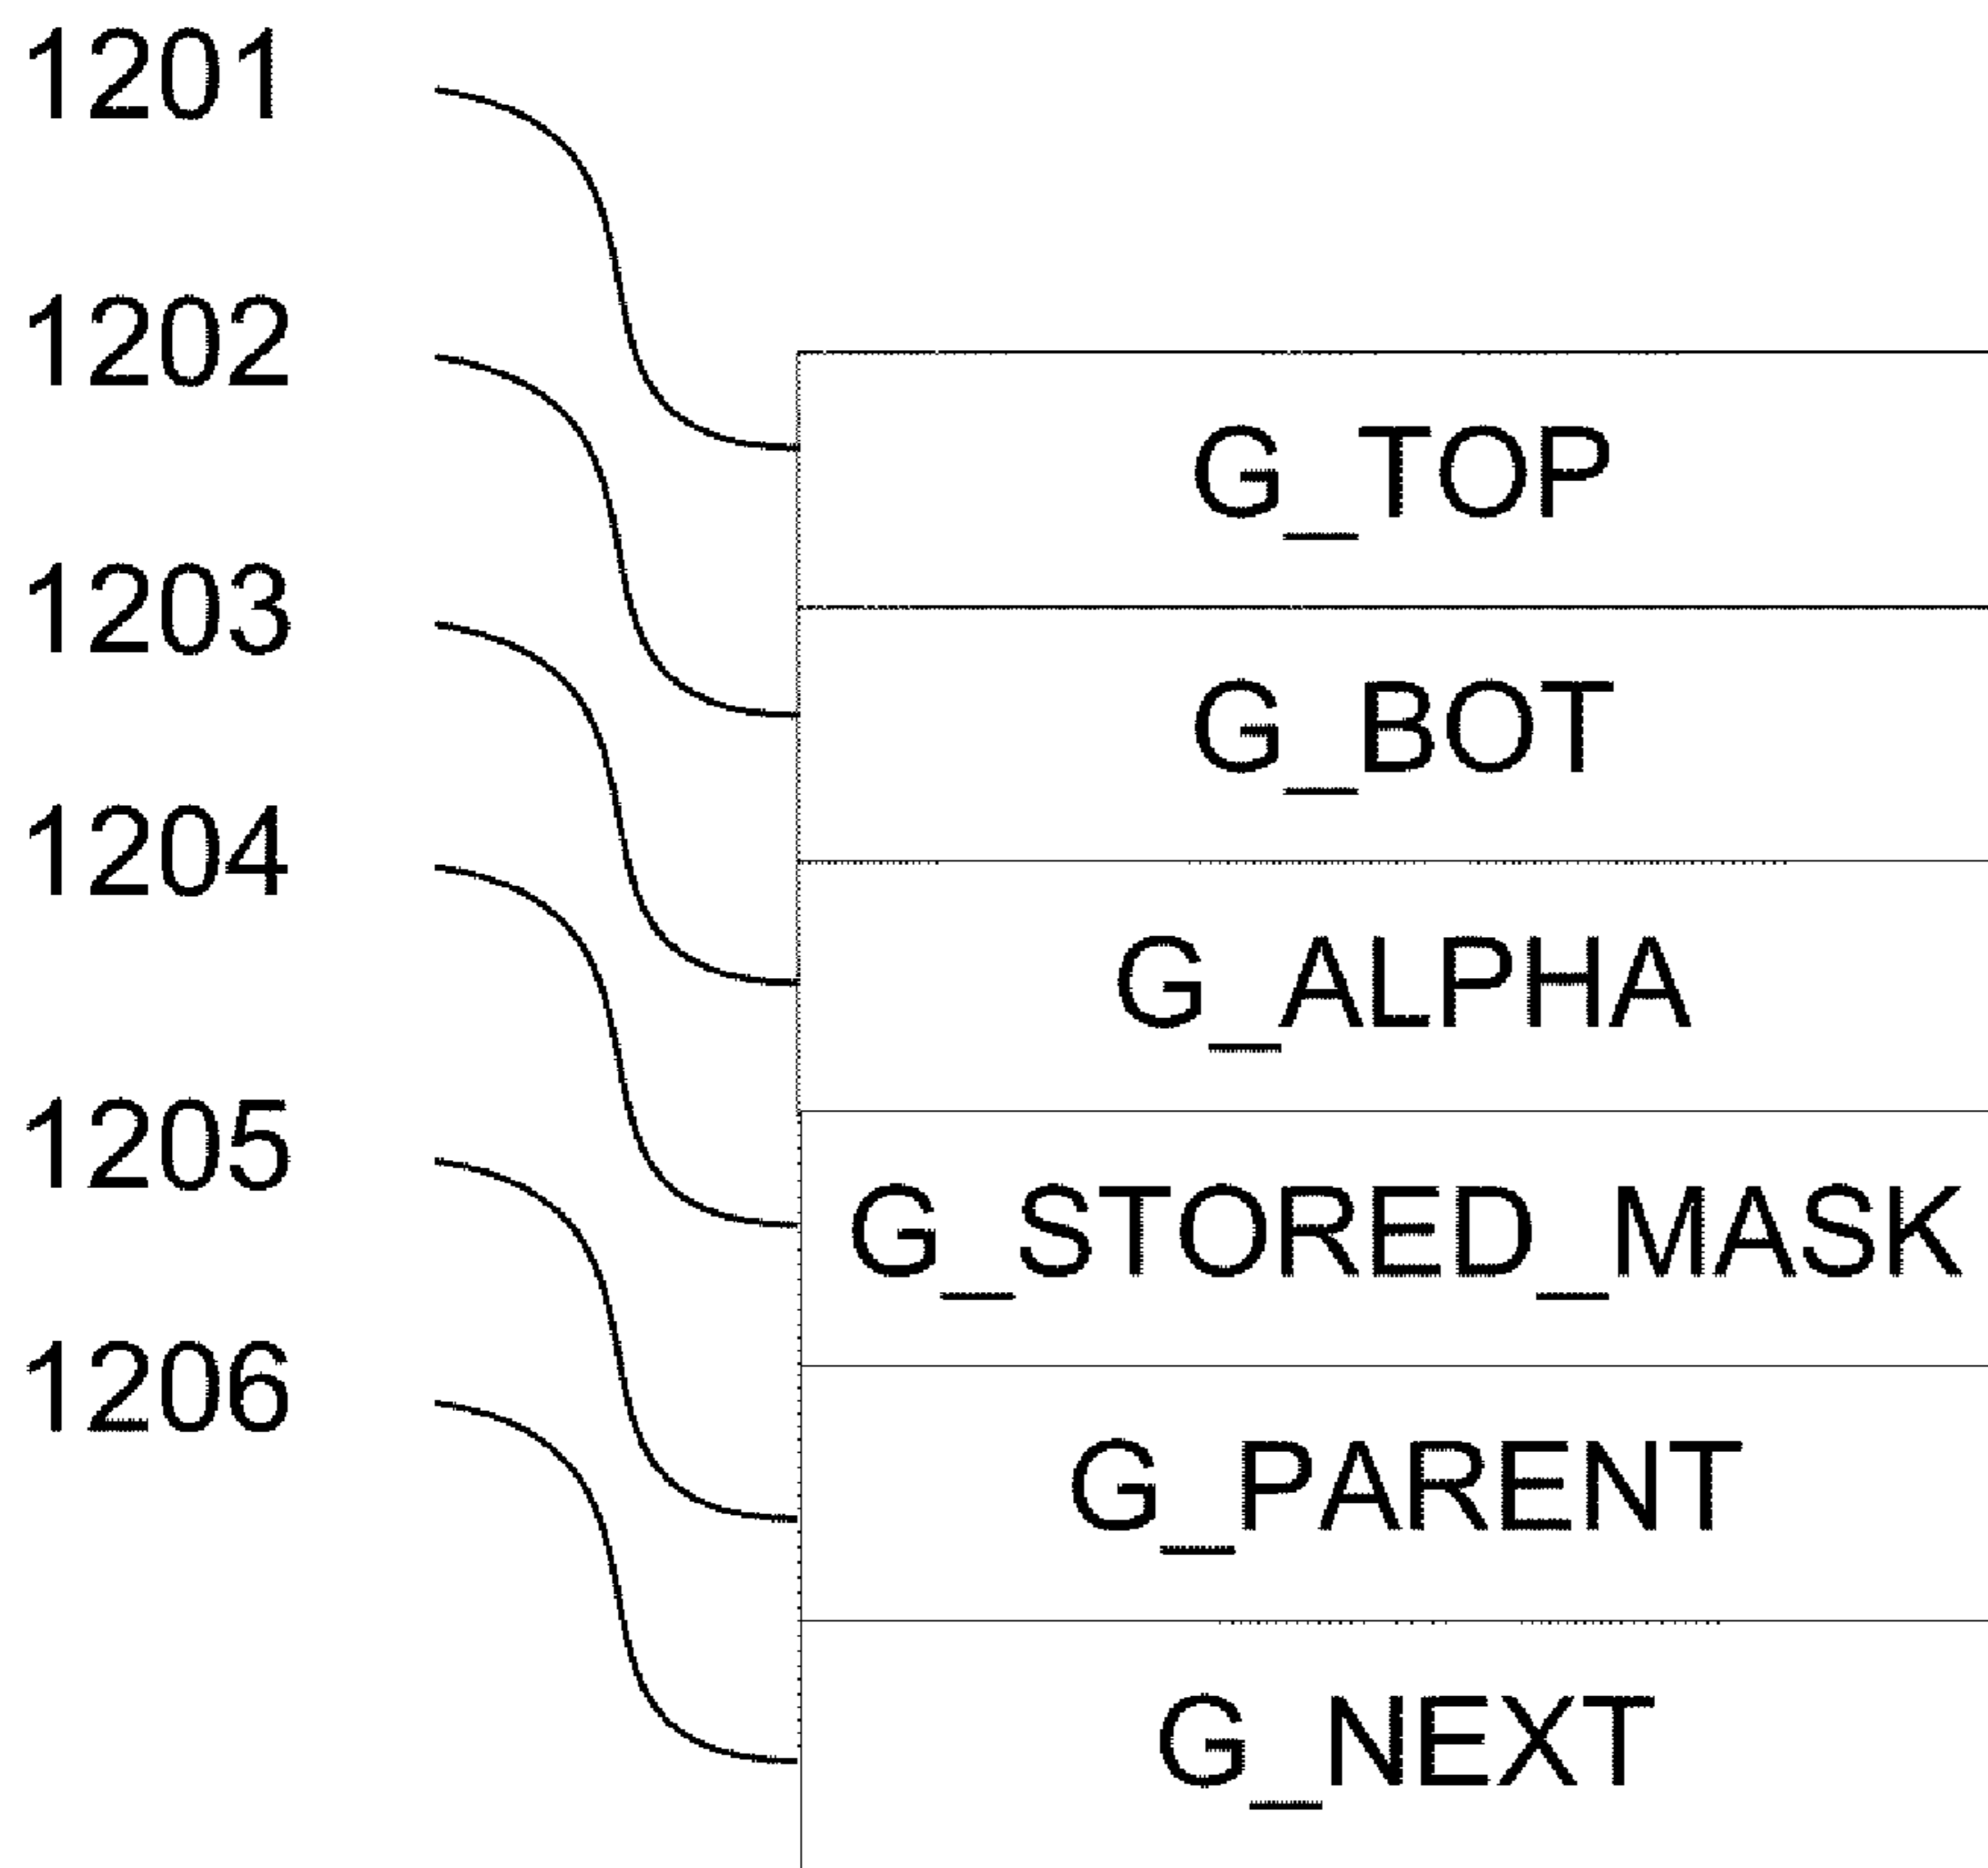 1201
1202
G_TOP
1203
G_BOT
1204
G_ALPHA
1205
G_STORED_MASK
1206
G_PARENT
G_NEXT